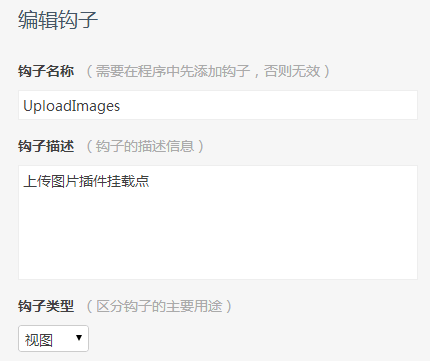 编辑钩子
钩子名称 （需要在程序中先添加钩子，否则无效）
UploadImages
钩子描述 （钩子的描述信息）
上传图片插件挂载点
钩子类型 （区分钩子的主要用途）
视图